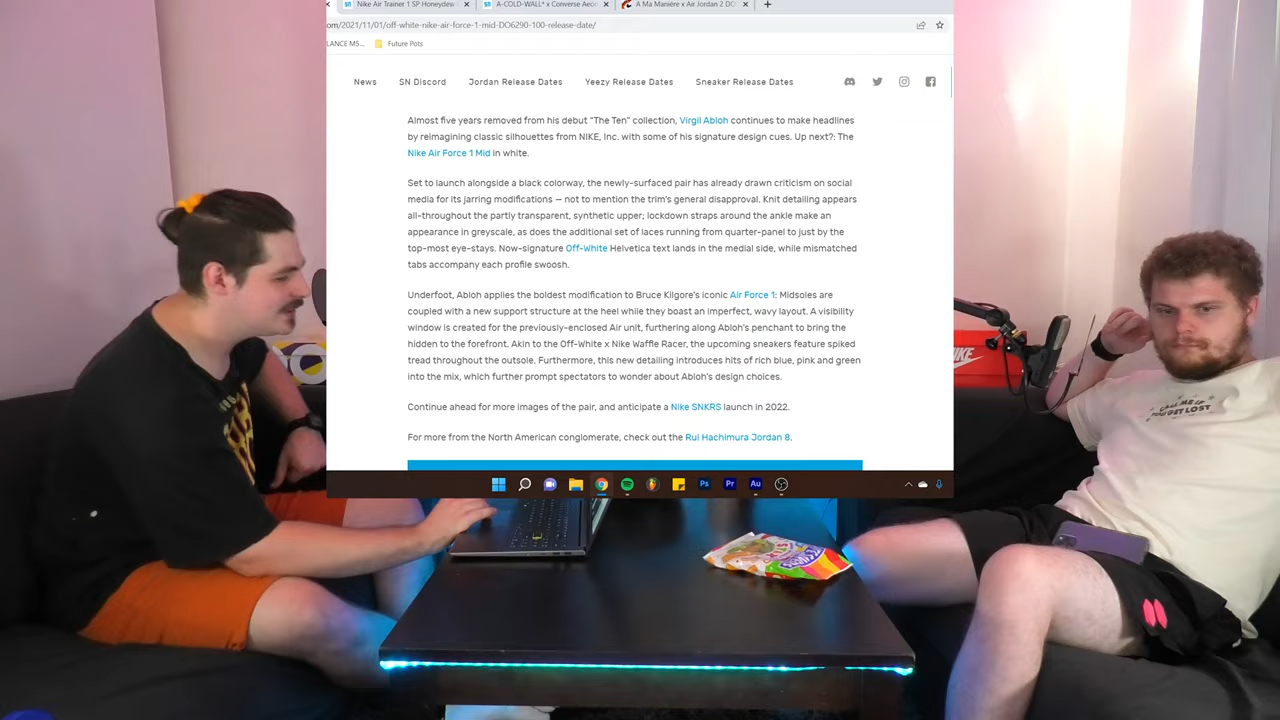 Nike Air Trainer 1 SP Honeydew
A-COLD-WALL* x Converse Aeon
A Ma Maniére x Air Jordan 2 DO
om/2021/11/01/off-white-nike-air-force-1-mid-DO6290-100-release-date/
LANCE MS...
Future Pots
News
SN Discord
Jordan Release Dates
Yeezy Release Dates
Sneaker Release Dates
Almost five years removed from his debut “The Ten” collection, Virgil Abloh continues to make headlines
by reimagining classic silhouettes from NIKE, Inc. with some of his signature design cues. Up next?: The
Nike Air Force 1 Mid in white.
Set to launch alongside a black colorway, the newly-surfaced pair has already drawn criticism on social
media for its jarring modifications — not to mention the trim’s general disapproval. Knit detailing appears
all-throughout the partly transparent, synthetic upper; lockdown straps around the ankle make an
appearance in greyscale, as does the additional set of laces running from quarter-panel to just by the
top-most eye-stays. Now-signature Off-White Helvetica text lands in the medial side, while mismatched
tabs accompany each profile swoosh.
Underfoot, Abloh applies the boldest modification to Bruce Kilgore’s iconic Air Force 1: Midsoles are
coupled with a new support structure at the heel while they boast an imperfect, wavy layout. A visibility
window is created for the previously-enclosed Air unit, furthering along Abloh’s penchant to bring the
hidden to the forefront. Akin to the Off-White x Nike Waffle Racer, the upcoming sneakers feature spiked
tread throughout the outsole. Furthermore, this new detailing introduces hits of rich blue, pink and green
into the mix, which further prompt spectators to wonder about Abloh’s design choices.
Continue ahead for more images of the pair, and anticipate a Nike SNKRS launch in 2022.
For more from the North American conglomerate, check out the Rui Hachimura Jordan 8.
Ps
Pr
Au
NIKE
CALL ME IF
YOU GET LOST